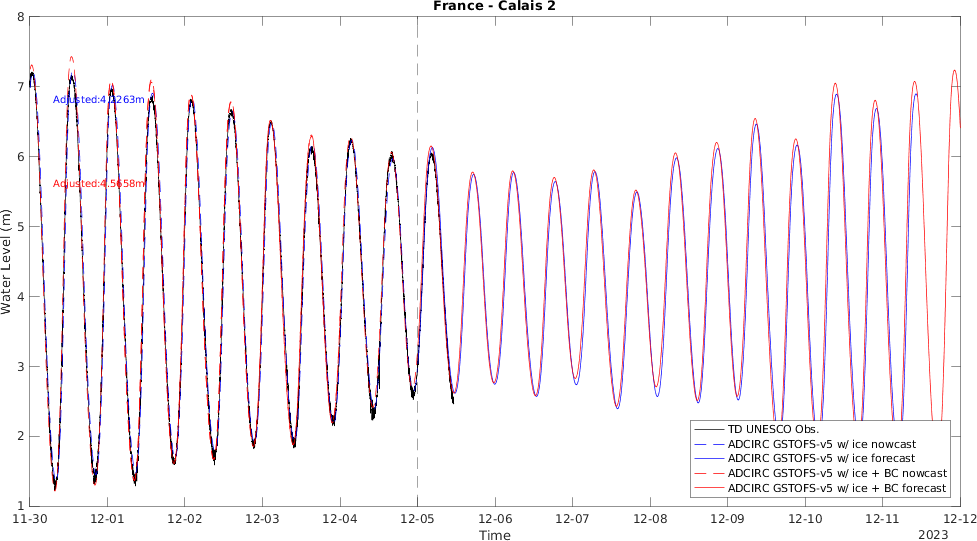 France - Calais 2
8
7
6
5
4
3
2
1
Water Level (m)
Adjusted:4.2263m
Adjusted:4.5658m
TD UNESCO Obs.
ADCIRC GSTOFS-v5 w/ ice nowcast
ADCIRC GSTOFS-v5 w/ ice forecast
ADCIRC GSTOFS-v5 w/ ice + BC nowcast
ADCIRC GSTOFS-v5 w/ ice + BC forecast
11-30 12-01 12-02 12-03 12-04 12-05 12-06 12-07 12-08 12-09 12-10 12-11 12-12
Time
2023